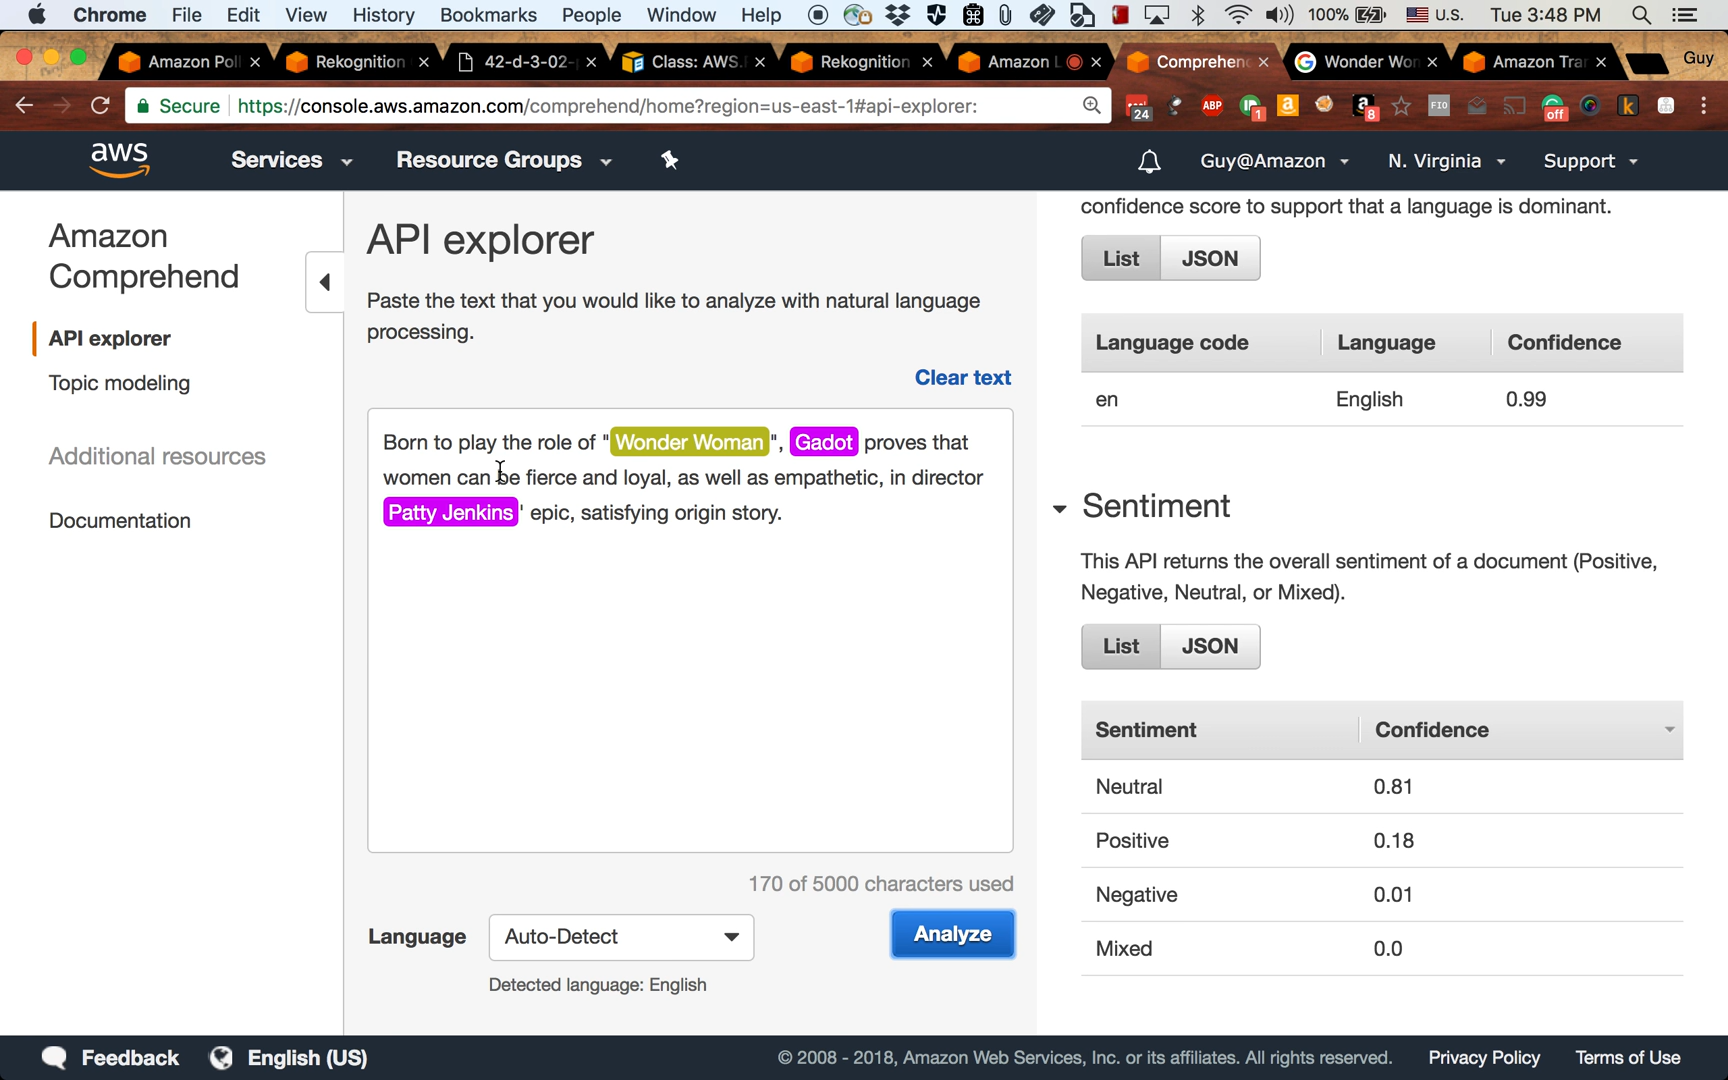 Chrome File Edit View History Bookmarks People Window Help 100% U.S. Tue 3:48 PM
Amazon Pol Rekognition 42-d-3-02- Class: AWS. Rekognition Amazon L Comprehen Wonder Wo Amazon Tra Guy
Secure https://console.aws.amazon.com/comprehend/home?region=us-east-1#api-explorer: 24 ABP 1 a a 8 FIO off k
aws Services Resource Groups Guy@Amazon N. Virginia Support
Amazon
Comprehend
API explorer
Topic modeling
Additional resources
Documentation
API explorer
Paste the text that you would like to analyze with natural language
processing.
Clear text
Born to play the role of "Wonder Woman", Gadot proves that
women can be fierce and loyal, as well as empathetic, in director
Patty Jenkins' epic, satisfying origin story.
170 of 5000 characters used
Language Auto-Detect Analyze
Detected language: English
confidence score to support that a language is dominant.
List JSON
Language code Language Confidence
en English 0.99
Sentiment
This API returns the overall sentiment of a document (Positive,
Negative, Neutral, or Mixed).
List JSON
Sentiment Confidence
Neutral 0.81
Positive 0.18
Negative 0.01
Mixed 0.0
Feedback English (US) © 2008 - 2018, Amazon Web Services, Inc. or its affiliates. All rights reserved. Privacy Policy Terms of Use